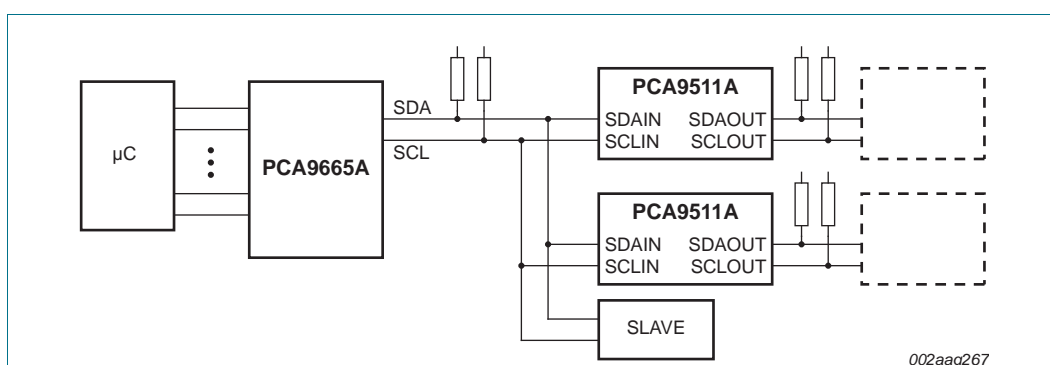 µC
PCA9665A
SDA
SCL
PCA9511A
SDAIN SDAOUT
SCLIN SCLOUT
PCA9511A
SDAIN SDAOUT
SCLIN SCLOUT
SLAVE
002aag267